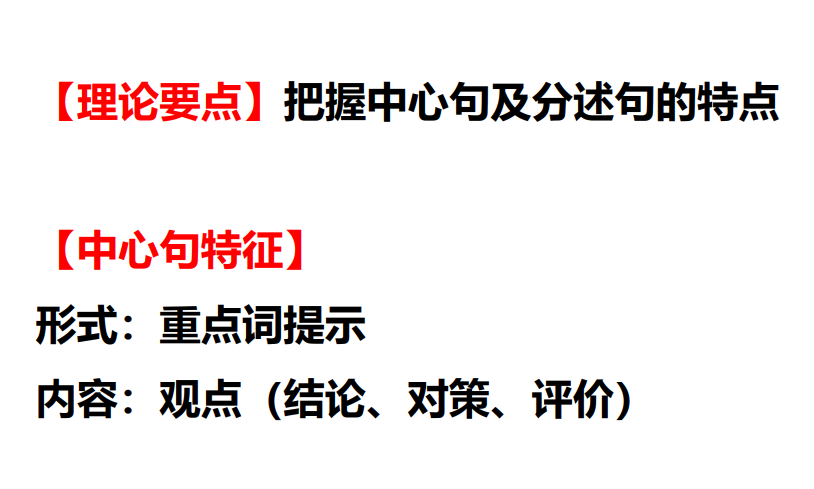 【理论要点】把握中心句及分述句的特点
【中心句特征】
形式：重点词提示
内容：观点（结论、对策、评价）